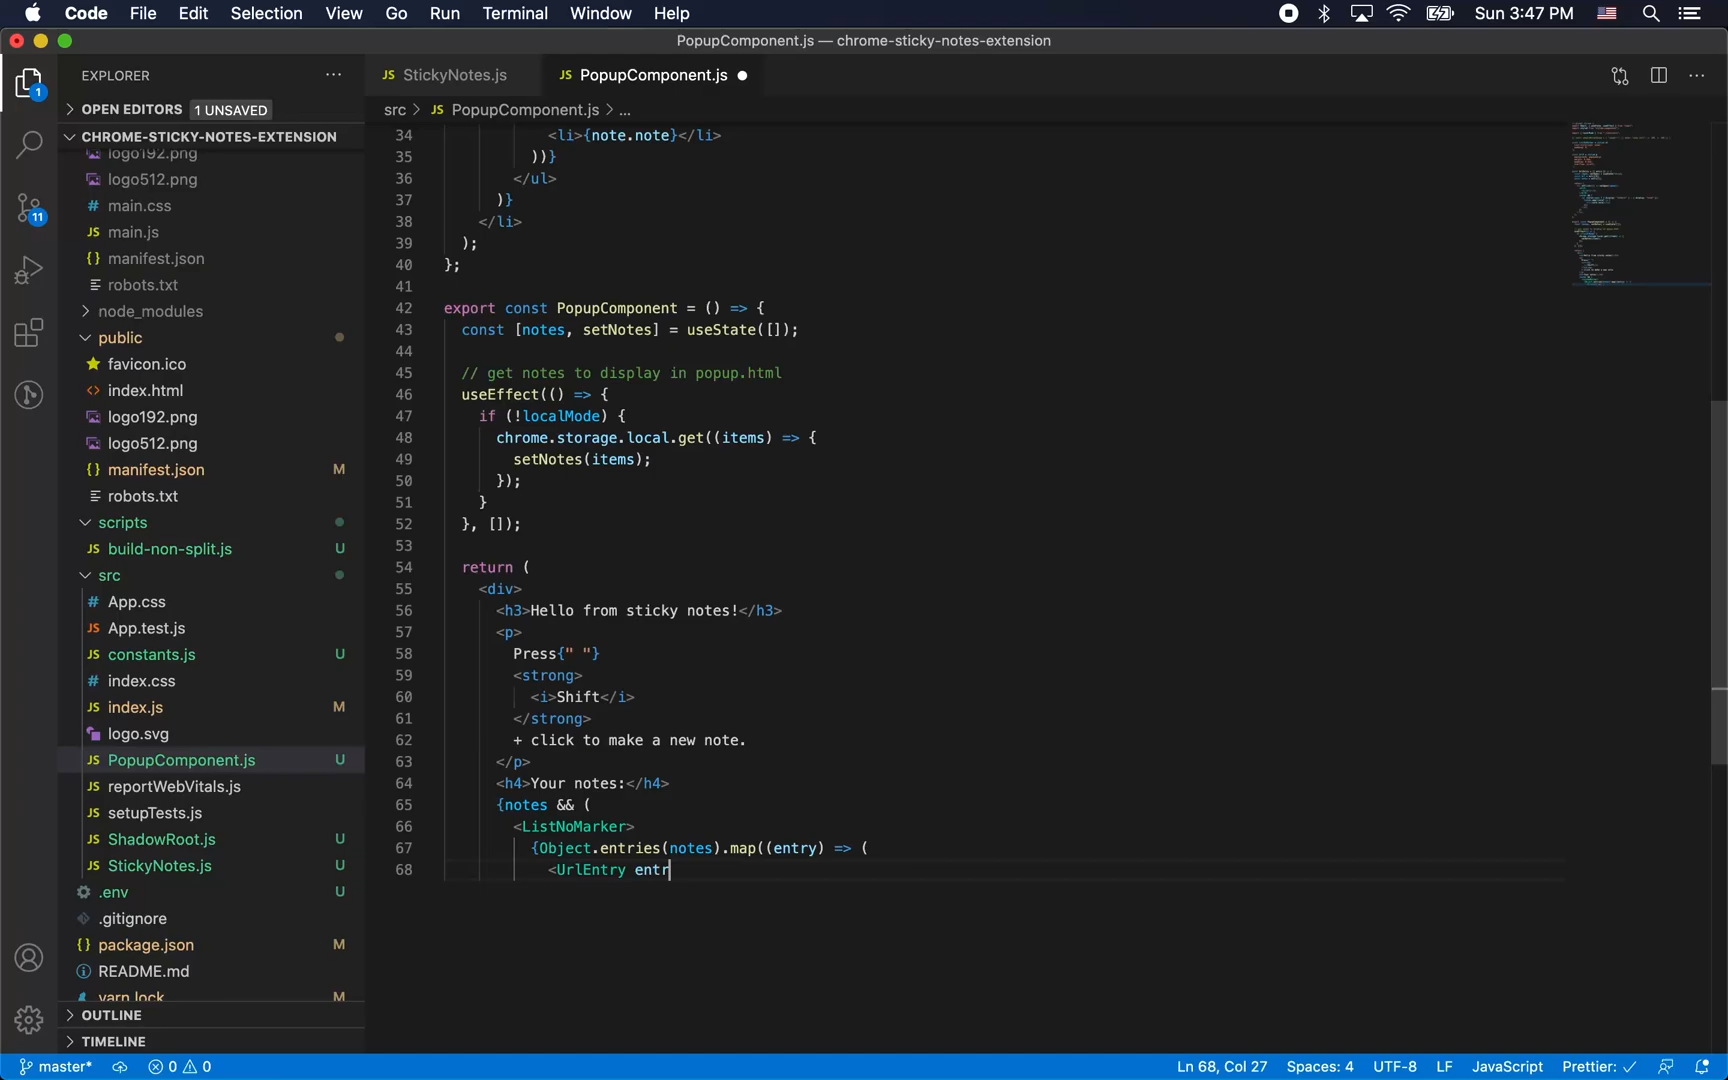 Code File Edit Selection View Go Run Terminal Window Help Sun 3:47 PM
PopupComponent.js — chrome-sticky-notes-extension
EXPLORER
OPEN EDITORS 1 UNSAVED
CHROME-STICKY-NOTES-EXTENSION
logo192.png
logo512.png
# main.css
JS main.js
{} manifest.json
robots.txt
node_modules
public
favicon.ico
<> index.html
logo192.png
logo512.png
{} manifest.json M
robots.txt
scripts
JS build-non-split.js U
src
# App.css
JS App.test.js
JS constants.js U
# index.css
JS index.js M
logo.svg
JS PopupComponent.js U
JS reportWebVitals.js
JS setupTests.js
JS ShadowRoot.js U
JS StickyNotes.js U
.env U
.gitignore
{} package.json M
README.md
yarn.lock M
OUTLINE
TIMELINE
1
11
JS StickyNotes.js JS PopupComponent.js
src > JS PopupComponent.js > ...
34 <li>{note.note}</li>
35 ))}
36 </ul>
37 )}
38 </li>
39 );
40 };
41
42 export const PopupComponent = () => {
43 const [notes, setNotes] = useState([]);
44
45 // get notes to display in popup.html
46 useEffect(() => {
47 if (!localMode) {
48 chrome.storage.local.get((items) => {
49 setNotes(items);
50 });
51 }
52 }, []);
53
54 return (
55 <div>
56 <h3>Hello from sticky notes!</h3>
57 <p>
58 Press{" "}
59 <strong>
60 <i>Shift</i>
61 </strong>
62 + click to make a new note.
63 </p>
64 <h4>Your notes:</h4>
65 {notes && (
66 <ListNoMarker>
67 {Object.entries(notes).map((entry) => (
68 <UrlEntry entr
master* 0 0 Ln 68, Col 27 Spaces: 4 UTF-8 LF JavaScript Prettier: ✓